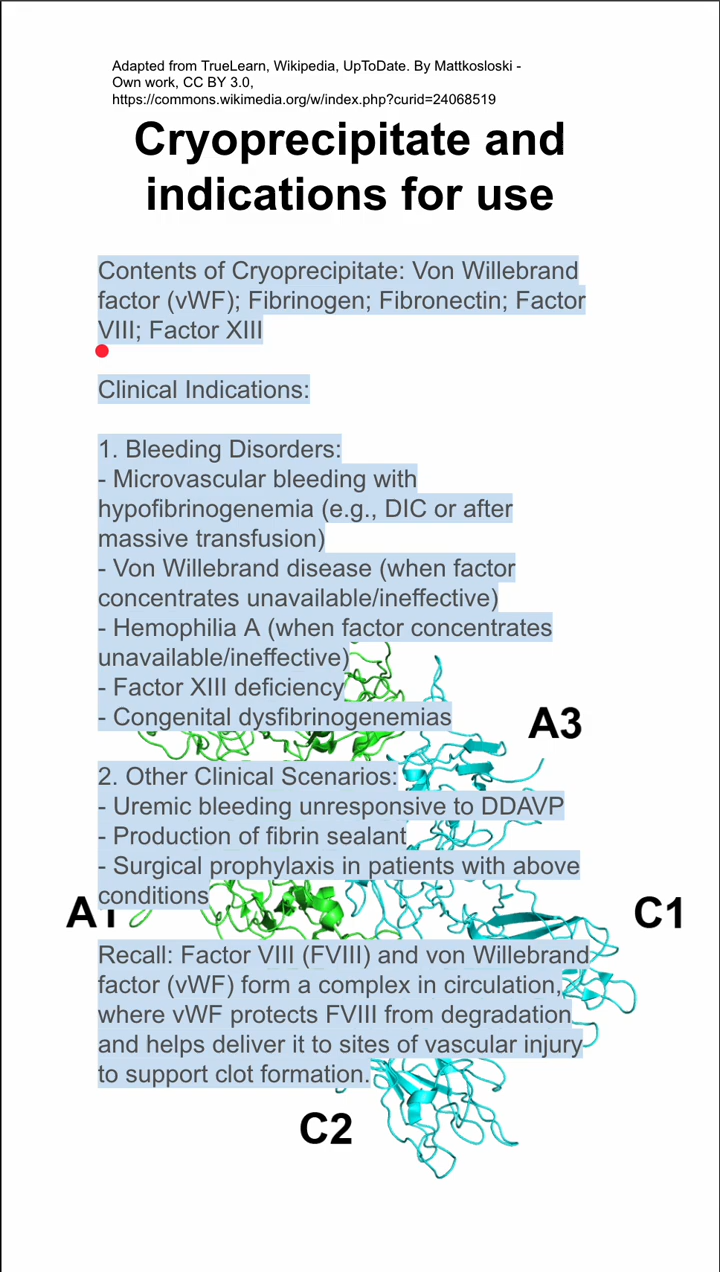 Adapted from TrueLearn, Wikipedia, UpToDate. By Mattkosloski -
Own work, CC BY 3.0,
https://commons.wikimedia.org/w/index.php?curid=24068519
Cryoprecipitate and
indications for use
Contents of Cryoprecipitate: Von Willebrand
factor (vWF); Fibrinogen; Fibronectin; Factor
VIII; Factor XIII
Clinical Indications:
1. Bleeding Disorders:
- Microvascular bleeding with
hypofibrinogenemia (e.g., DIC or after
massive transfusion)
- Von Willebrand disease (when factor
concentrates unavailable/ineffective)
- Hemophilia A (when factor concentrates
unavailable/ineffective)
- Factor XIII deficiency
- Congenital dysfibrinogenemias
A3
2. Other Clinical Scenarios:
- Uremic bleeding unresponsive to DDAVP
- Production of fibrin sealant
- Surgical prophylaxis in patients with above
conditions
A1
C1
Recall: Factor VIII (FVIII) and von Willebrand
factor (vWF) form a complex in circulation,
where vWF protects FVIII from degradation
and helps deliver it to sites of vascular injury
to support clot formation.
C2